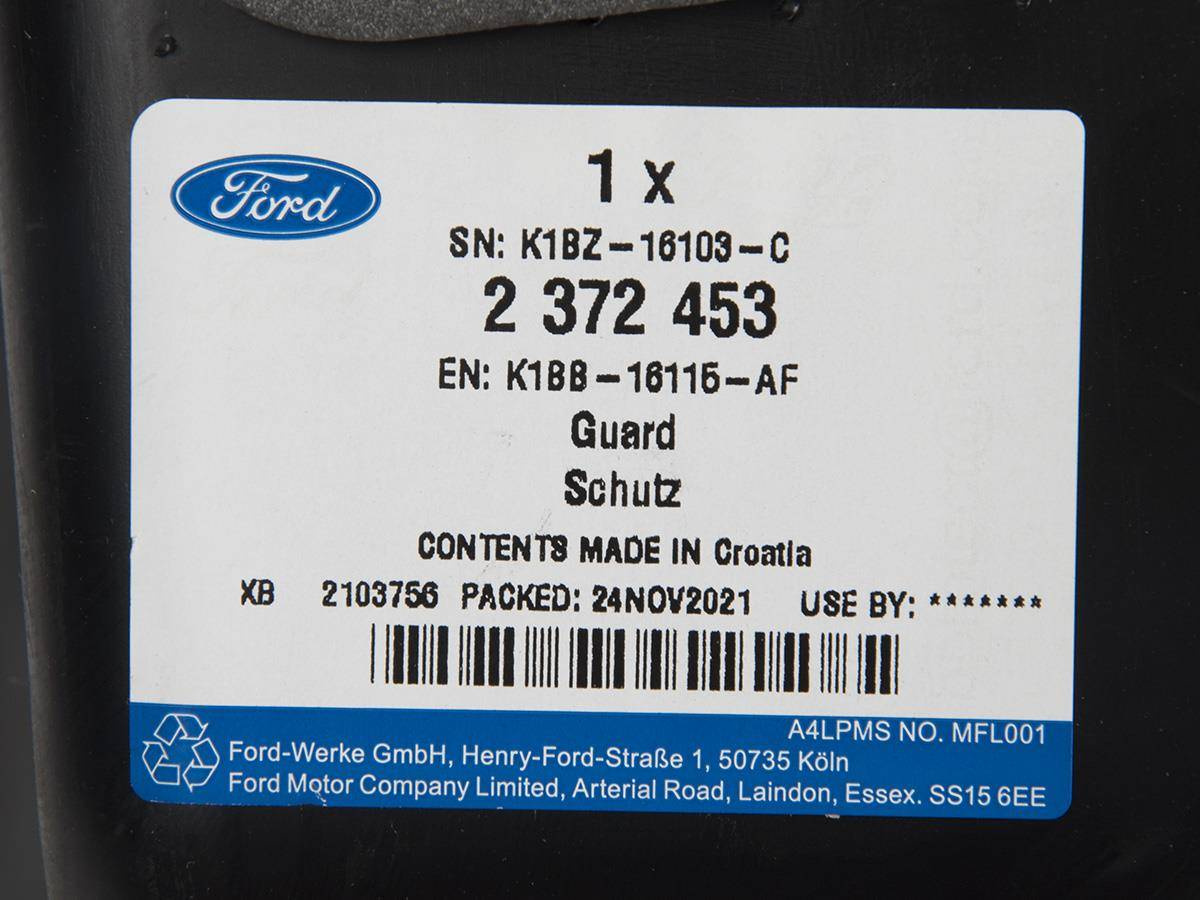 Ford
1 x
SN: K1BZ-16103-C
2 372 453
EN: K1BB-16115-AF
Guard
Schutz
CONTENTS MADE IN Croatia
XB 2103756 PACKED: 24NOV2021 USE BY: *******
A4LPMS NO. MFL001
Ford-Werke GmbH, Henry-Ford-Straße 1, 50735 Köln
Ford Motor Company Limited, Arterial Road, Laindon, Essex. SS15 6EE